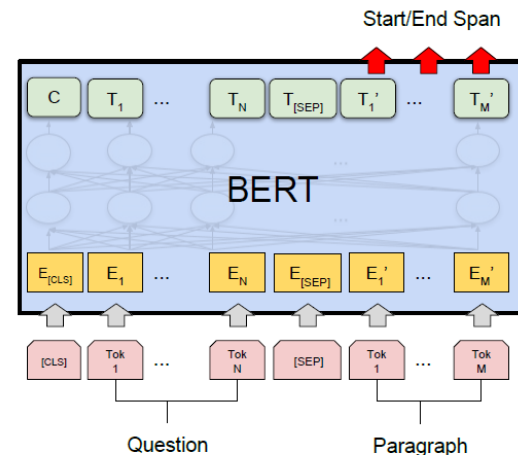 Start/End Span
C T1 ... TN T[SEP] T1' ... TM'
...
BERT
...
E[CLS] E1 ... EN E[SEP] E1' ... EM'
[CLS] Tok 1 ... Tok N [SEP] Tok 1 ... Tok M
Question Paragraph